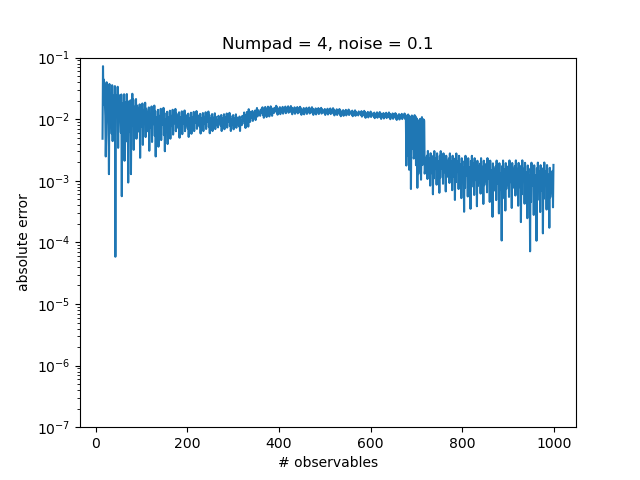 Numpad = 4, noise = 0.1
absolute error
10⁻¹
10⁻²
10⁻³
10⁻⁴
10⁻⁵
10⁻⁶
10⁻⁷
0 200 400 600 800 1000
# observables